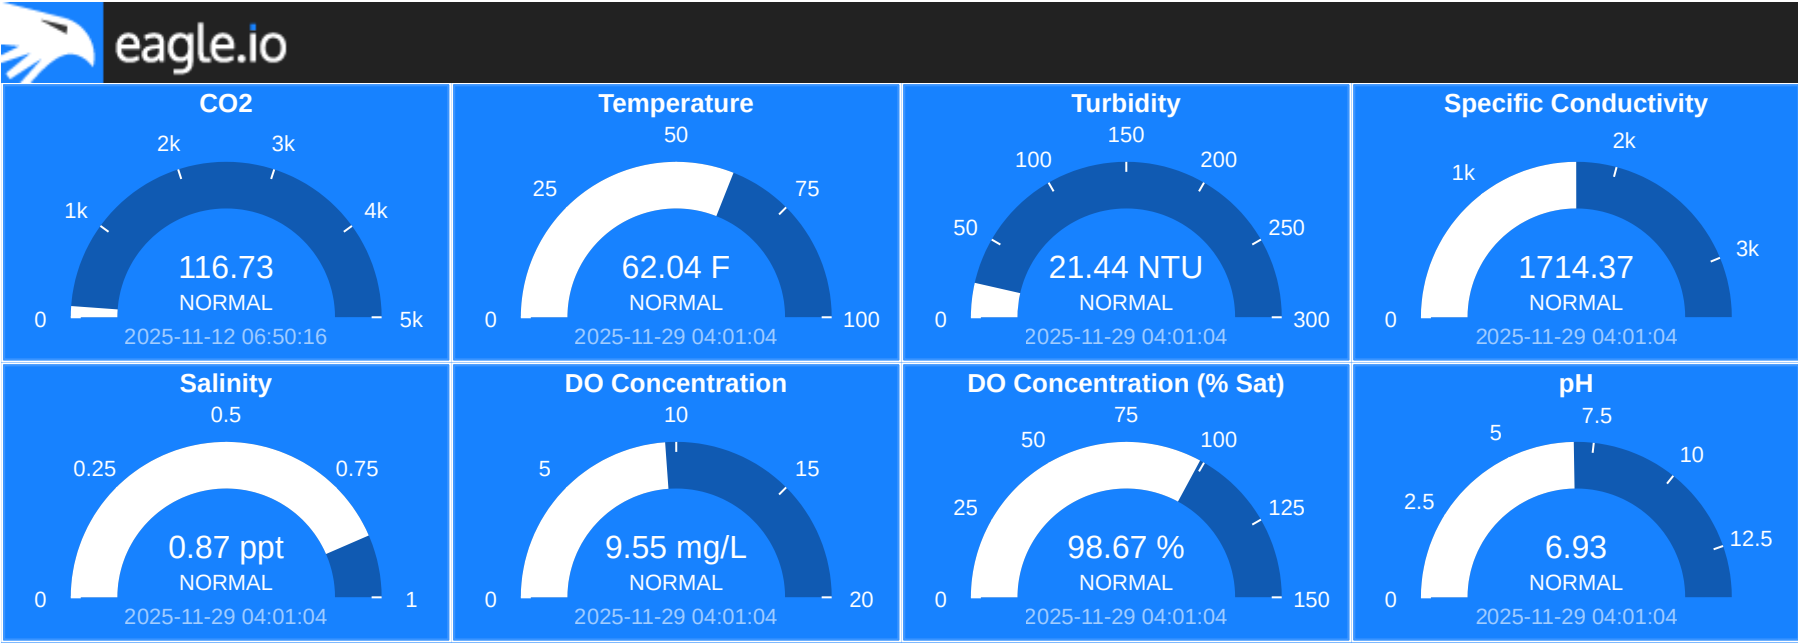 eagle.io
CO2
2k
3k
1k
4k
116.73
NORMAL
0
5k
2025-11-12 06:50:16
Temperature
50
25
75
62.04 F
NORMAL
0
100
2025-11-29 04:01:04
Turbidity
150
100
200
50
250
21.44 NTU
NORMAL
0
300
2025-11-29 04:01:04
Specific Conductivity
2k
1k
3k
1714.37
NORMAL
0
2025-11-29 04:01:04
Salinity
0.5
0.25
0.75
0.87 ppt
NORMAL
0
1
2025-11-29 04:01:04
DO Concentration
10
5
15
9.55 mg/L
NORMAL
0
20
2025-11-29 04:01:04
DO Concentration (% Sat)
75
50
100
25
125
98.67 %
NORMAL
0
150
2025-11-29 04:01:04
pH
7.5
5
10
2.5
12.5
6.93
NORMAL
0
2025-11-29 04:01:04